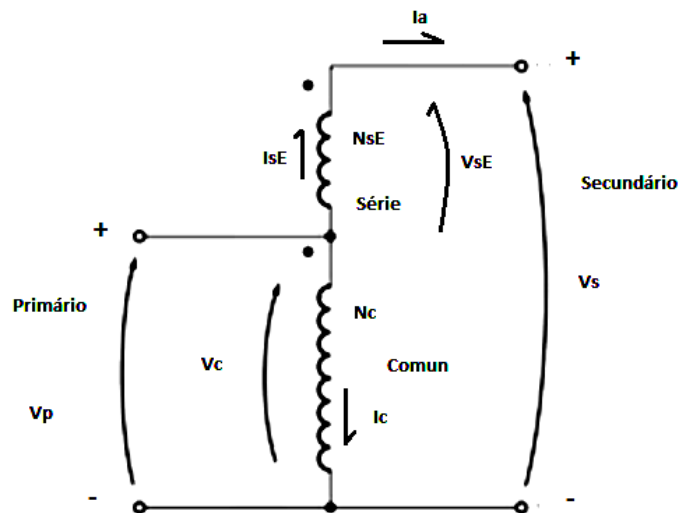 Ia
+
NsE
IsE
VsE
Série
Secundário
+
Primário
Nc
Vs
Vc
Comun
Vp
Ic
-
-